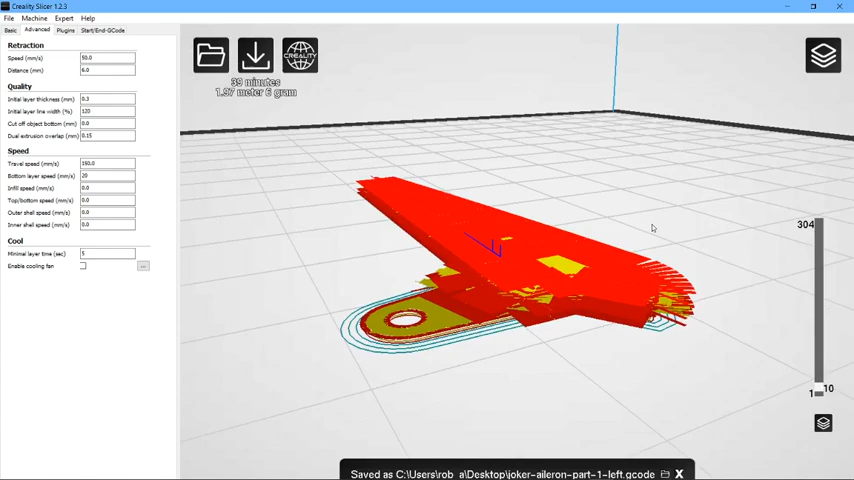 Creality Slicer 1.2.3
File Machine Expert Help
Basic Advanced Plugins Start/End-GCode
Retraction
Speed (mm/s) 50.0
Distance (mm) 6.0
Quality
Initial layer thickness (mm) 0.3
Initial layer line width (%) 120
Cut off object bottom (mm) 0.0
Dual extrusion overlap (mm) 0.15
Speed
Travel speed (mm/s) 150.0
Bottom layer speed (mm/s) 20
Infill speed (mm/s) 0.0
Top/bottom speed (mm/s) 0.0
Outer shell speed (mm/s) 0.0
Inner shell speed (mm/s) 0.0
Cool
Minimal layer time (sec) 5
Enable cooling fan ...
CREALITY
39 minutes
1.97 meter 6 gram
304
1 10
Saved as C:\Users\rob_a\Desktop\joker-aileron-part-1-left.gcode X